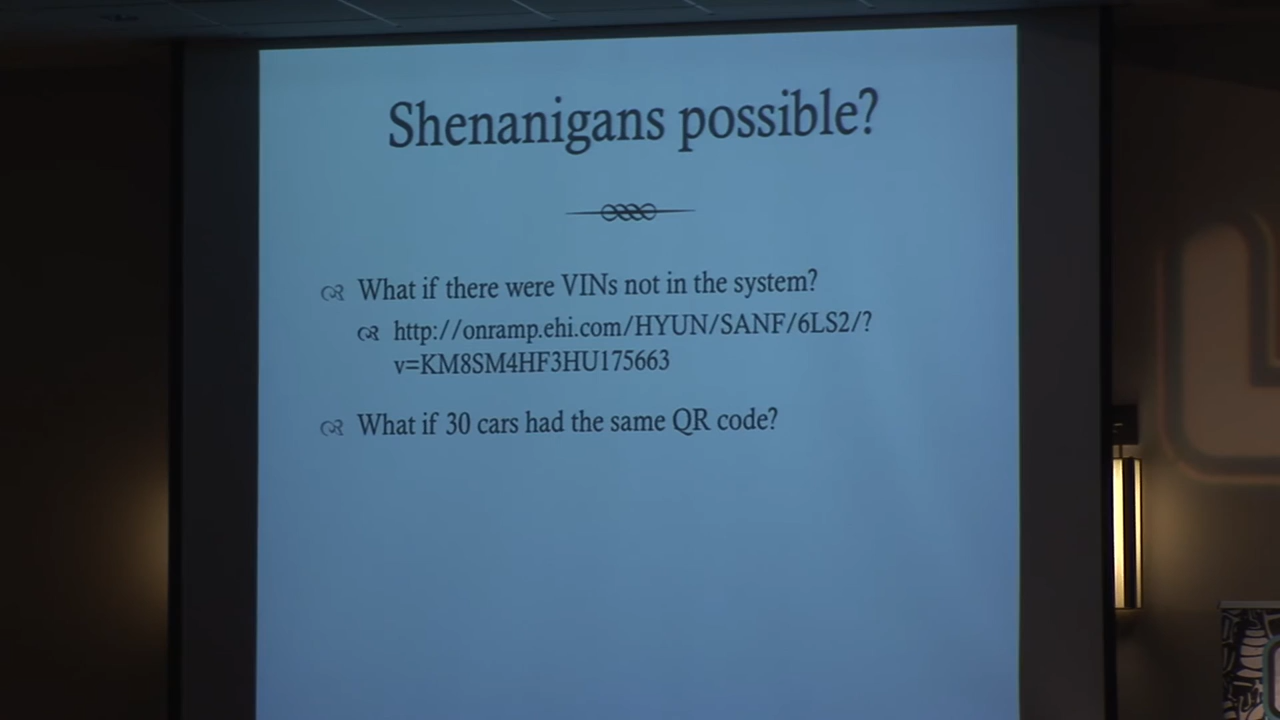 Shenanigans possible?
What if there were VINs not in the system?
http://onramp.ehi.com/HYUN/SANF/6LS2/?
v=KM8SM4HF3HU175663
What if 30 cars had the same QR code?